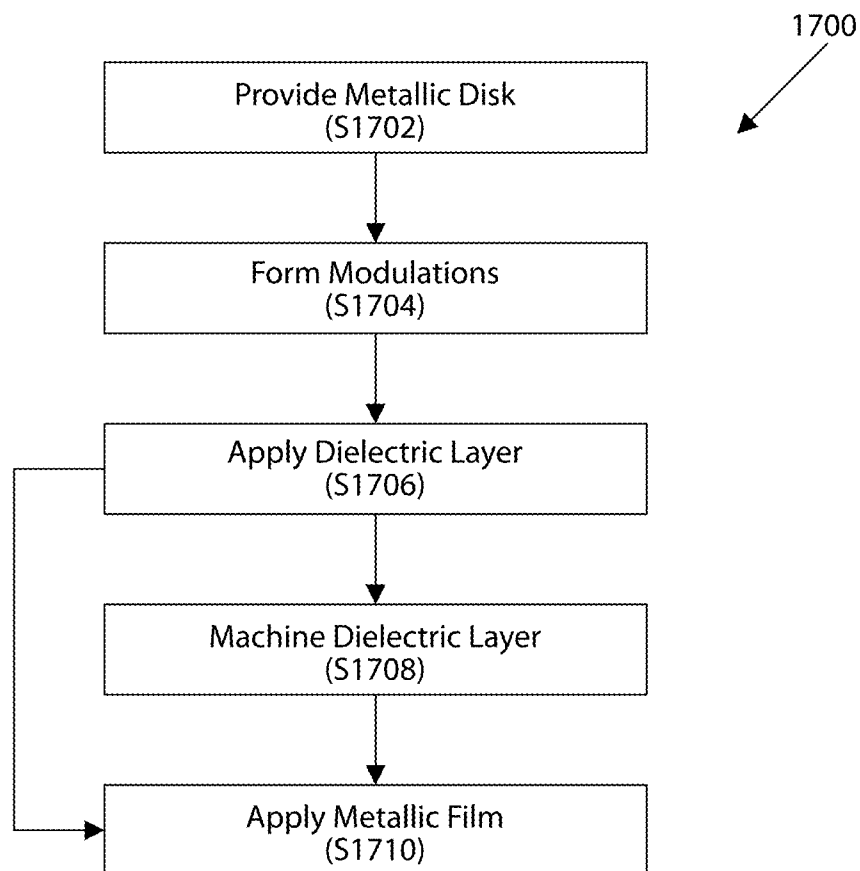 1700
Provide Metallic Disk
(S1702)
Form Modulations
(S1704)
Apply Dielectric Layer
(S1706)
Machine Dielectric Layer
(S1708)
Apply Metallic Film
(S1710)